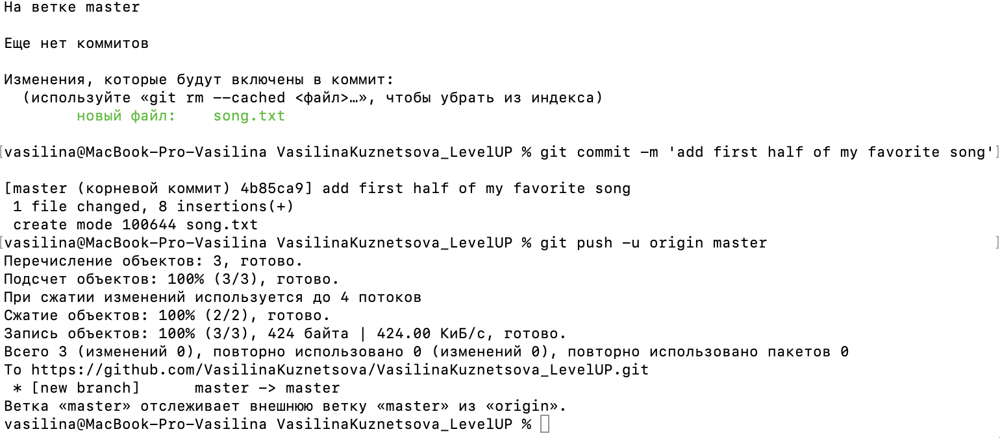 На ветке master
Еще нет коммитов
Изменения, которые будут включены в коммит:
(используйте «git rm --cached <файл>…», чтобы убрать из индекса)
новый файл:    song.txt
[vasilina@MacBook-Pro-Vasilina VasilinaKuznetsova_LevelUP % git commit -m 'add first half of my favorite song']
[master (корневой коммит) 4b85ca9] add first half of my favorite song
1 file changed, 8 insertions(+)
create mode 100644 song.txt
[vasilina@MacBook-Pro-Vasilina VasilinaKuznetsova_LevelUP % git push -u origin master ]
Перечисление объектов: 3, готово.
Подсчет объектов: 100% (3/3), готово.
При сжатии изменений используется до 4 потоков
Сжатие объектов: 100% (2/2), готово.
Запись объектов: 100% (3/3), 424 байта | 424.00 КиБ/с, готово.
Всего 3 (изменений 0), повторно использовано 0 (изменений 0), повторно использовано пакетов 0
To https://github.com/VasilinaKuznetsova/VasilinaKuznetsova_LevelUP.git
* [new branch]      master -> master
Ветка «master» отслеживает внешнюю ветку «master» из «origin».
vasilina@MacBook-Pro-Vasilina VasilinaKuznetsova_LevelUP %